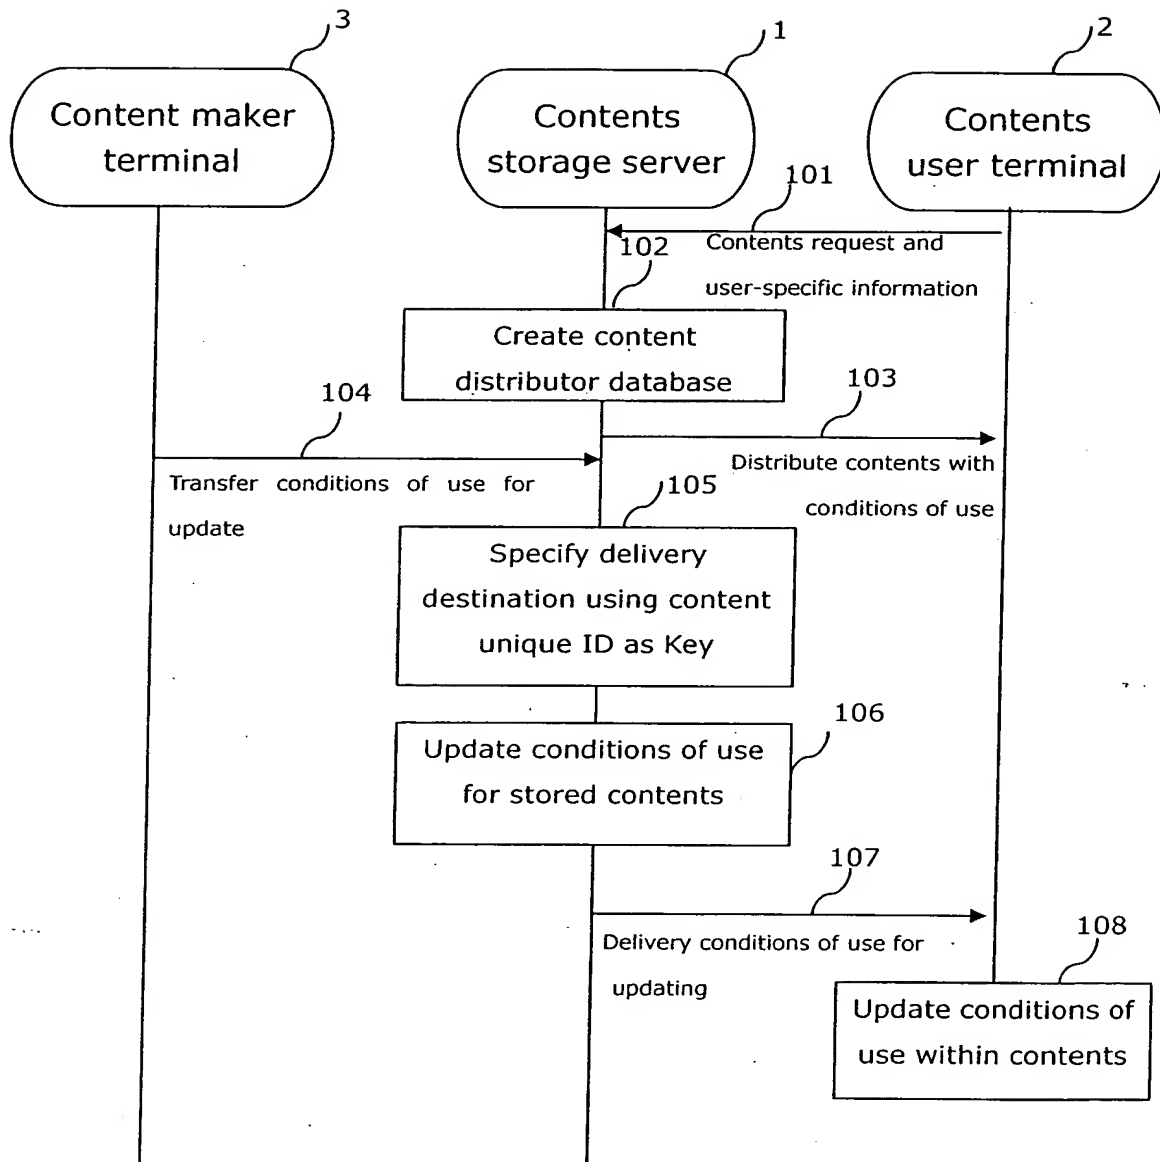 3
1
2
Content maker
terminal
Contents
storage server
Contents
user terminal
101
Contents request and
user-specific information
102
Create content
distributor database
103
Distribute contents with
conditions of use
104
Transfer conditions of use for
update
105
Specify delivery
destination using content
unique ID as Key
106
Update conditions of use
for stored contents
107
Delivery conditions of use for
updating
108
Update conditions of
use within contents